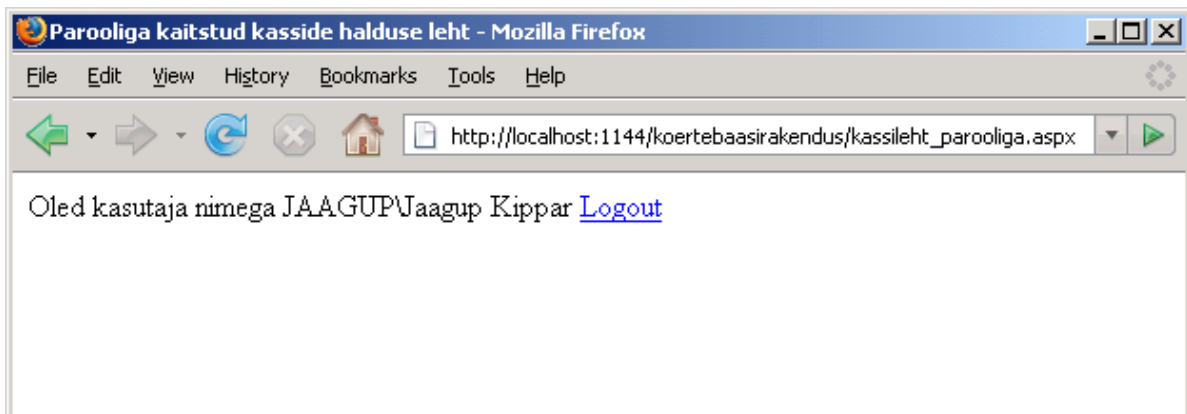 Parooliga kaitstud kasside halduse leht - Mozilla Firefox
File Edit View History Bookmarks Tools Help
http://localhost:1144/koertebaasirakendus/kassileht_parooliga.aspx
Oled kasutaja nimega JAAGUP\Jaagup Kippar Logout